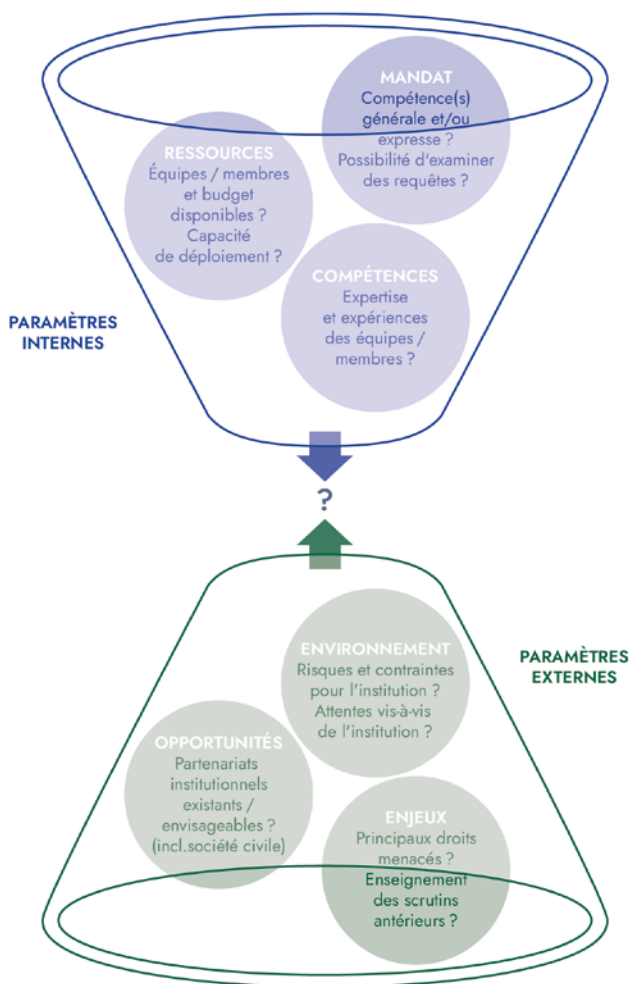 MANDAT
Compétence(s)
générale et/ou
expresse ?
Possibilité d'examiner
des requêtes ?
RESSOURCES
Équipes / membres
et budget
disponibles ?
Capacité
de déploiement ?
COMPÉTENCES
Expertise
et expériences
des équipes /
membres ?
PARAMÈTRES
INTERNES
?
ENVIRONNEMENT
Risques et contraintes
pour l'institution ?
Attentes vis-à-vis
de l'institution ?
PARAMÈTRES
EXTERNES
OPPORTUNITÉS
Partenariats
institutionnels
existants /
envisageables ?
(incl.société civile)
ENJEUX
Principaux droits
menacés ?
Enseignement
des scrutins
antérieurs ?